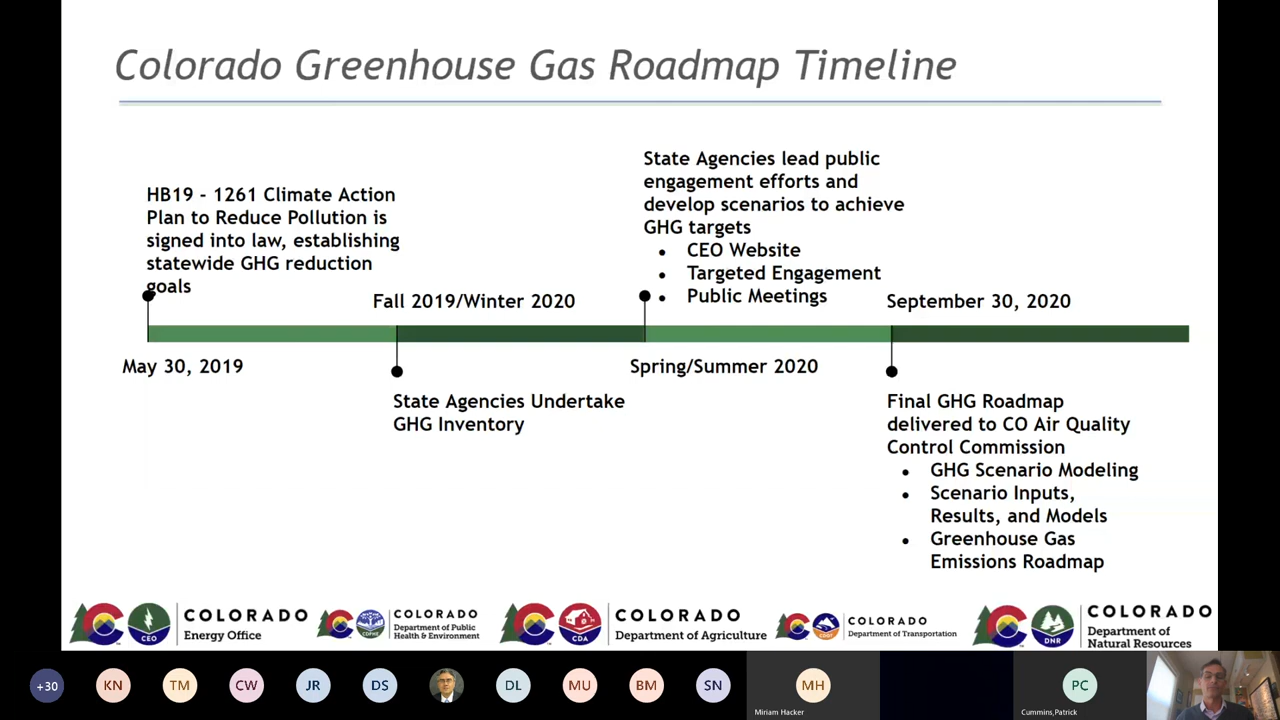 Colorado Greenhouse Gas Roadmap Timeline
HB19 - 1261 Climate Action
Plan to Reduce Pollution is
signed into law, establishing
statewide GHG reduction
goals
May 30, 2019
Fall 2019/Winter 2020
State Agencies Undertake
GHG Inventory
State Agencies lead public
engagement efforts and
develop scenarios to achieve
GHG targets
● CEO Website
● Targeted Engagement
● Public Meetings
Spring/Summer 2020
September 30, 2020
Final GHG Roadmap
delivered to CO Air Quality
Control Commission
● GHG Scenario Modeling
● Scenario Inputs,
Results, and Models
● Greenhouse Gas
Emissions Roadmap
CEO
COLORADO
Energy Office
CDPHE
COLORADO
Department of Public
Health & Environment
CDA
COLORADO
Department of Agriculture
CDOT
COLORADO
Department of Transportation
DNR
COLORADO
Department of
Natural Resources
+30
KN
TM
CW
JR
DS
DL
MU
BM
SN
MH
Miriam Hacker
PC
Cummins,Patrick